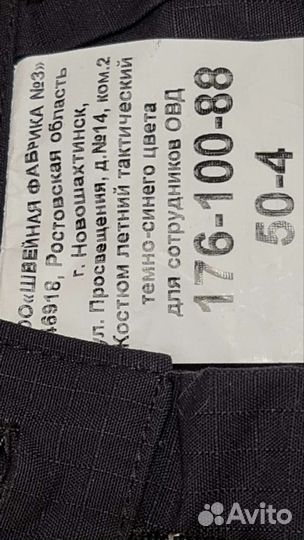 ОО «ШВЕЙНАЯ ФАБРИКА №3»
46918, Ростовская область
г. Новошахтинск,
ул. Просвещения, д.№14, ком.2
Костюм летний тактический
темно-синего цвета
для сотрудников ОВД
176-100-88
50-4
Avito